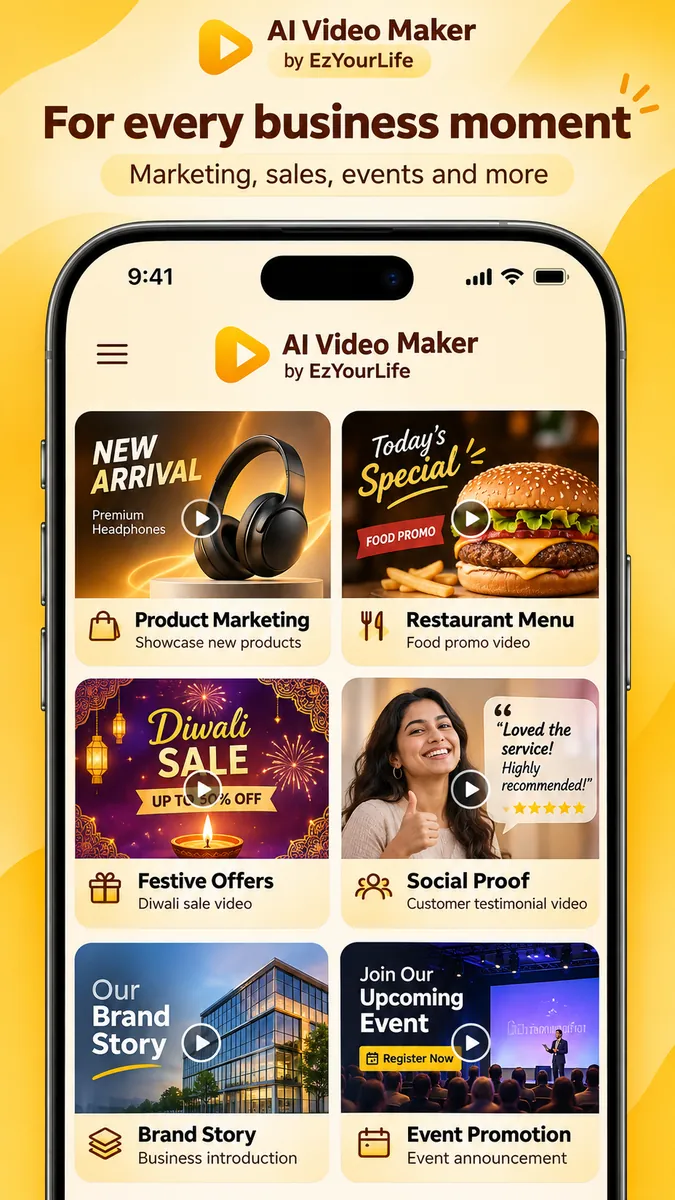 AI Video Maker
by EzYourLife
For every business moment
Marketing, sales, events and more
9:41
AI Video Maker
by EzYourLife
NEW
ARRIVAL
Premium
Headphones
Product Marketing
Showcase new products
Today's
Special
FOOD PROMO
Restaurant Menu
Food promo video
Diwali
SALE
UP TO 50% OFF
Festive Offers
Diwali sale video
“
“Loved the
service!
Highly
recommended!”
Social Proof
Customer testimonial video
Our
Brand
Story
Brand Story
Business introduction
Join Our
Upcoming
Event
Register Now
Event Promotion
Event announcement